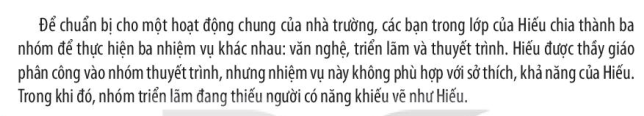 Để chuẩn bị cho một hoạt động chung của nhà trường, các bạn trong lớp của Hiếu chia thành ba
nhóm để thực hiện ba nhiệm vụ khác nhau: văn nghệ, triển lãm và thuyết trình. Hiếu được thầy giáo
phân công vào nhóm thuyết trình, nhưng nhiệm vụ này không phù hợp với sở thích, khả năng của Hiếu.
Trong khi đó, nhóm triển lãm đang thiếu người có năng khiếu vẽ như Hiếu.